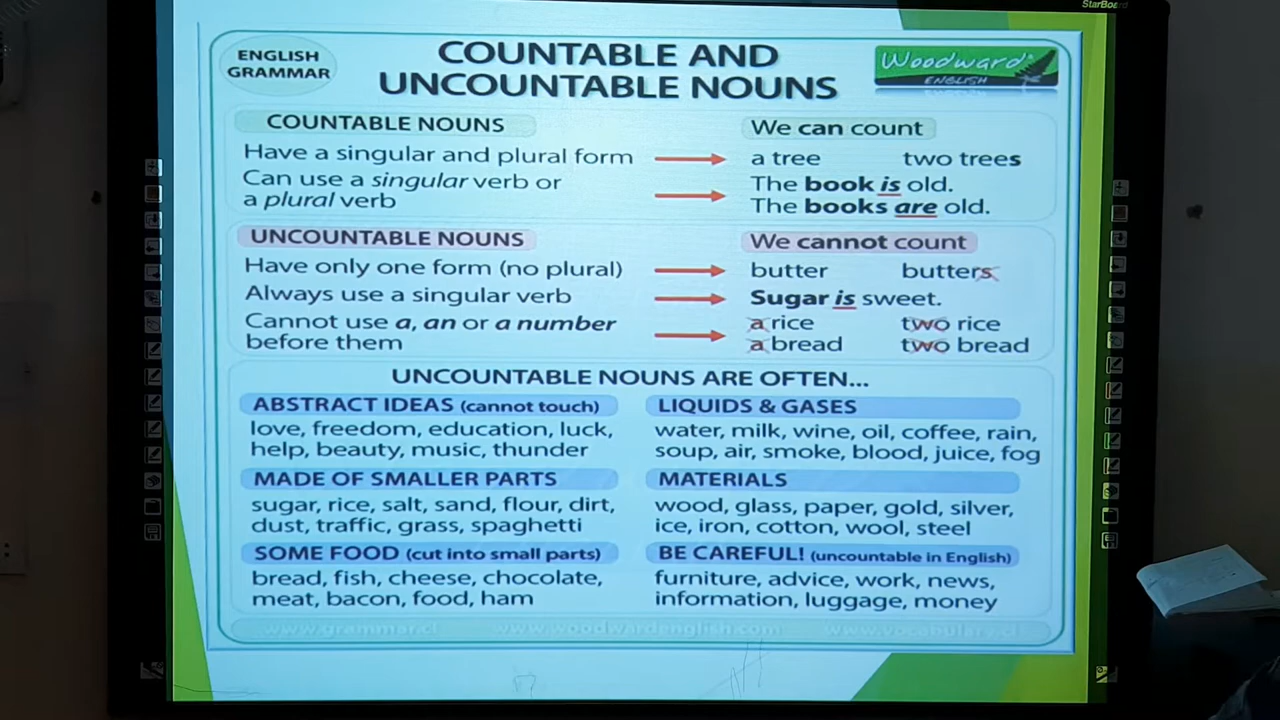 StarBoard
ENGLISH
GRAMMAR
COUNTABLE AND
UNCOUNTABLE NOUNS
Woodward®
ENGLISH
COUNTABLE NOUNS
We can count
Have a singular and plural form
a tree two trees
Can use a singular verb or
a plural verb
The book is old.
The books are old.
UNCOUNTABLE NOUNS
We cannot count
Have only one form (no plural)
butter butters
Always use a singular verb
Sugar is sweet.
Cannot use a, an or a number
before them
a rice two rice
a bread two bread
UNCOUNTABLE NOUNS ARE OFTEN...
ABSTRACT IDEAS (cannot touch)
love, freedom, education, luck,
help, beauty, music, thunder
LIQUIDS & GASES
water, milk, wine, oil, coffee, rain,
soup, air, smoke, blood, juice, fog
MADE OF SMALLER PARTS
sugar, rice, salt, sand, flour, dirt,
dust, traffic, grass, spaghetti
MATERIALS
wood, glass, paper, gold, silver,
ice, iron, cotton, wool, steel
SOME FOOD (cut into small parts)
bread, fish, cheese, chocolate,
meat, bacon, food, ham
BE CAREFUL! (uncountable in English)
furniture, advice, work, news,
information, luggage, money
www.grammar.cl www.woodwardenglish.com www.vocabulary.cl